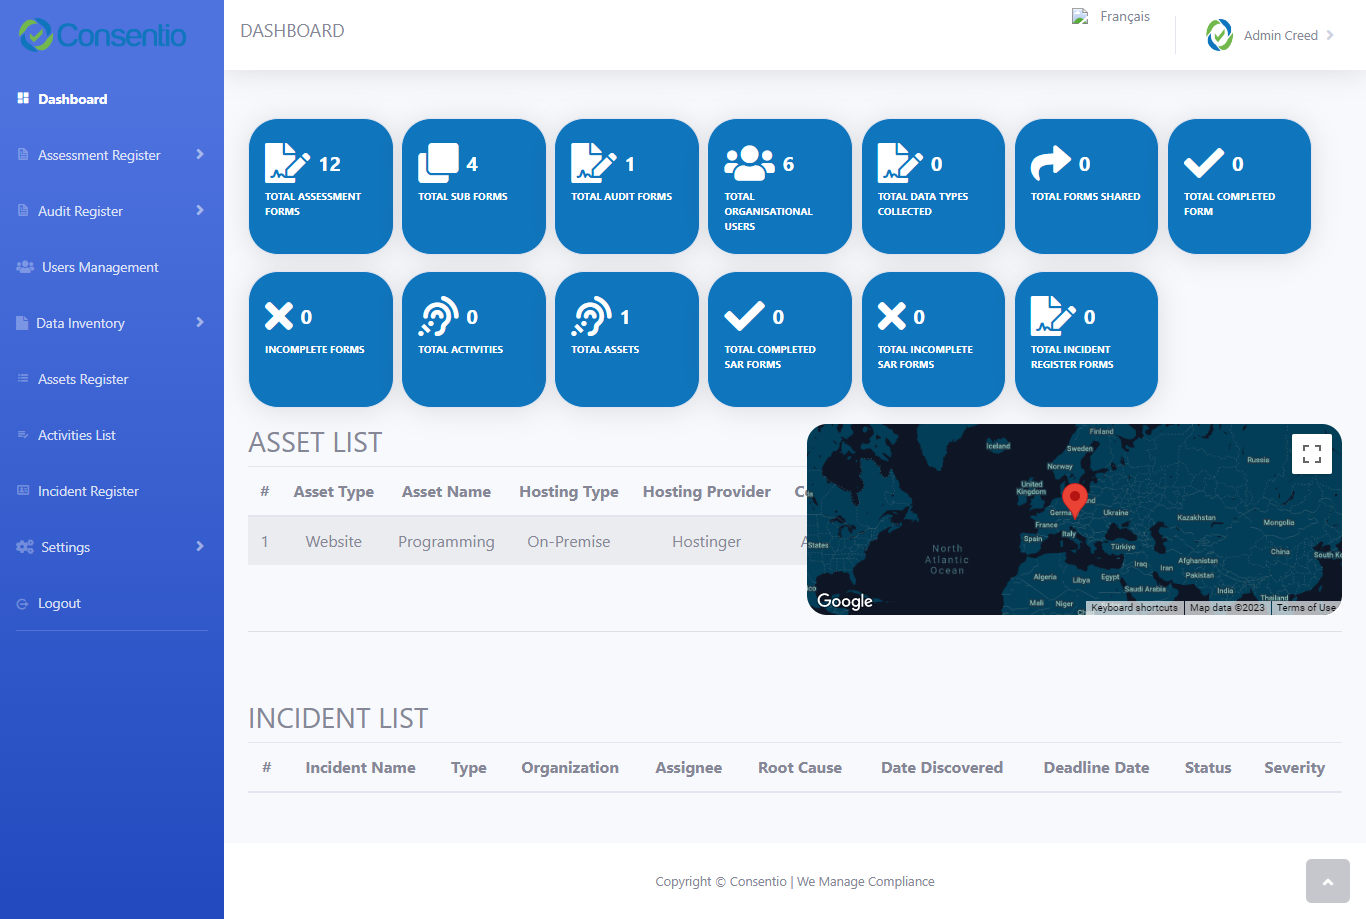 Consentio
DASHBOARD
Français
Admin Creed
Dashboard
Assessment Register
Audit Register
Users Management
Data Inventory
Assets Register
Activities List
Incident Register
Settings
Logout
12
TOTAL ASSESSMENT
FORMS
4
TOTAL SUB FORMS
1
TOTAL AUDIT FORMS
6
TOTAL
ORGANISATIONAL
USERS
0
TOTAL DATA TYPES
COLLECTED
0
TOTAL FORMS SHARED
0
TOTAL COMPLETED
FORM
0
INCOMPLETE FORMS
0
TOTAL ACTIVITIES
1
TOTAL ASSETS
0
TOTAL COMPLETED
SAR FORMS
0
TOTAL INCOMPLETE
SAR FORMS
0
TOTAL INCIDENT
REGISTER FORMS
ASSET LIST
# Asset Type Asset Name Hosting Type Hosting Provider
1 Website Programming On-Premise Hostinger
Finland
Iceland
Sweden
Russia
Norway
United
Kingdom
Germa
Ukraine
France
Kazakhstan
Mongolia
Spain
Italy
Türkiye
China
South Ko
States
North
Atlantic
Ocean
Iraq
Iran
Afghanistan
Pakistan
Algeria
Libya
Egypt
Saudi Arabia
India
Mali
Niger
Thailand
Google
Keyboard shortcuts
Map data ©2023
Terms of Use
INCIDENT LIST
# Incident Name Type Organization Assignee Root Cause Date Discovered Deadline Date Status Severity
Copyright © Consentio | We Manage Compliance